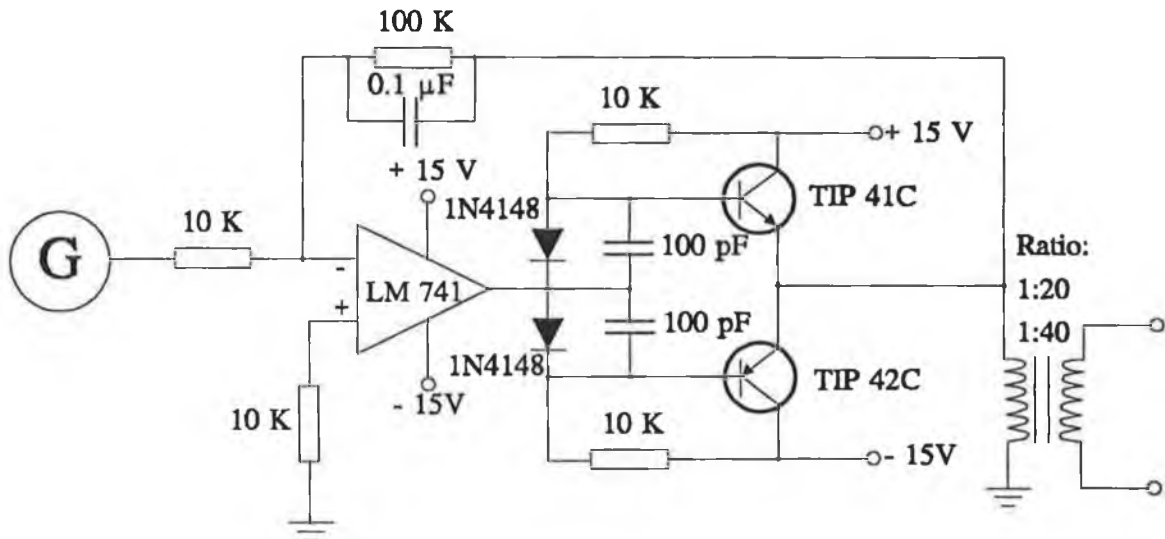 100 K
0.1 μF
10 K
+ 15 V
+ 15 V
1N4148
TIP 41C
10 K
100 pF
Ratio:
G
-
LM 741
1:20
+
100 pF
1:40
1N4148
TIP 42C
- 15V
10 K
10 K
- 15V